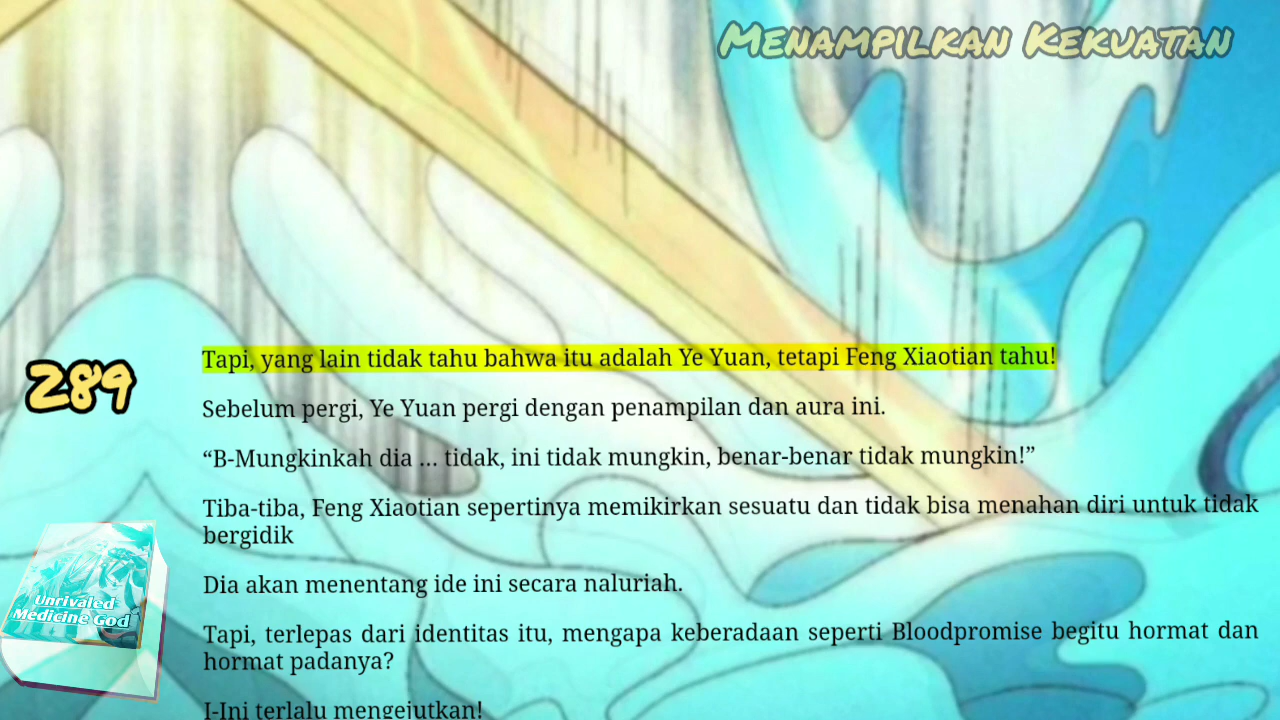 Menampilkan Kekuatan
289
Tapi, yang lain tidak tahu bahwa itu adalah Ye Yuan, tetapi Feng Xiaotian tahu!
Sebelum pergi, Ye Yuan pergi dengan penampilan dan aura ini.
“B-Mungkinkah dia ... tidak, ini tidak mungkin, benar-benar tidak mungkin!”
Tiba-tiba, Feng Xiaotian sepertinya memikirkan sesuatu dan tidak bisa menahan diri untuk tidak
bergidik
Dia akan menentang ide ini secara naluriah.
Tapi, terlepas dari identitas itu, mengapa keberadaan seperti Bloodpromise begitu hormat dan
hormat padanya?
I-Ini terlalu mengejutkan!
Unrivaled
Medicine God